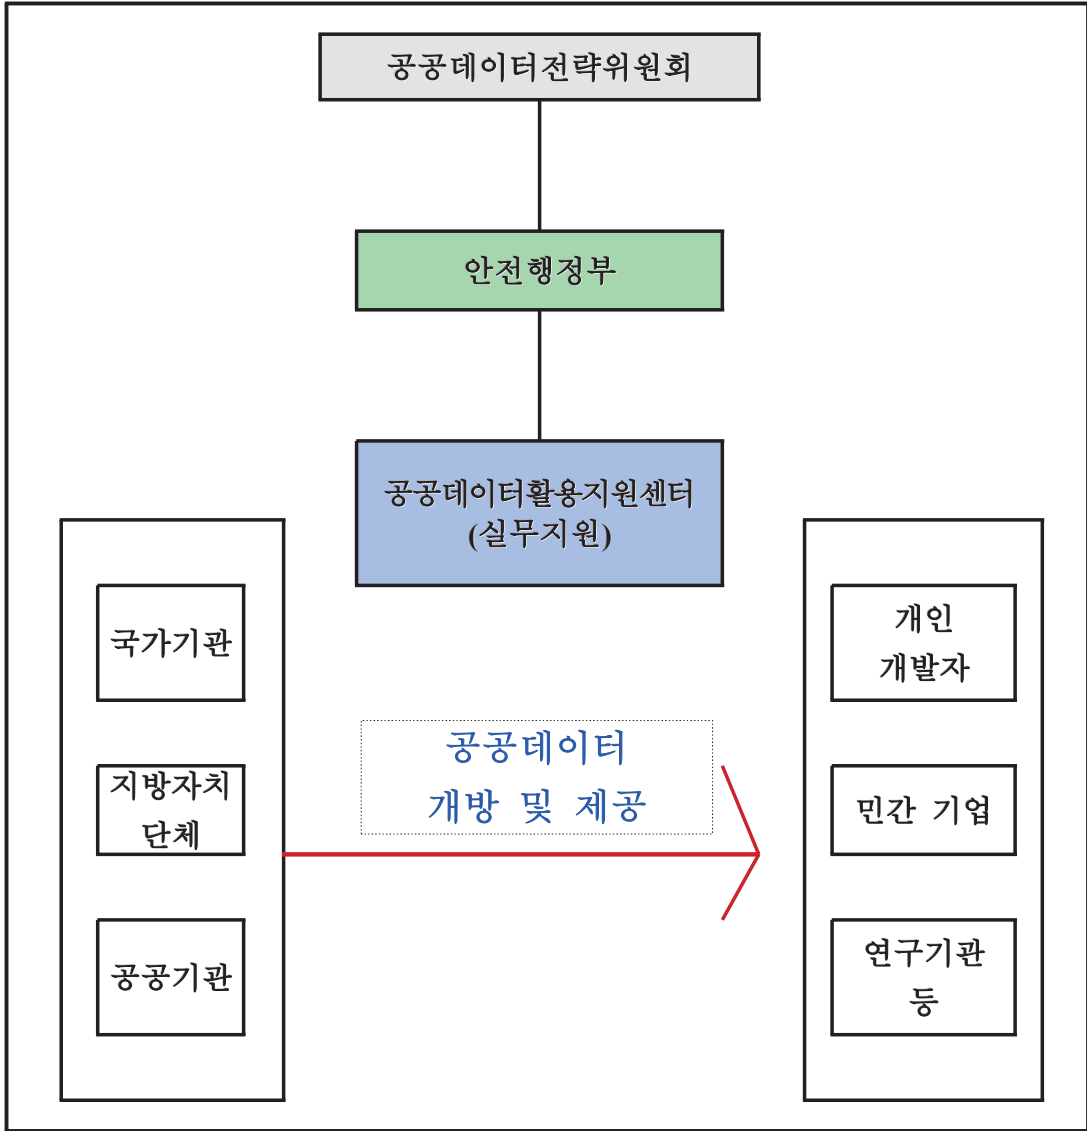 공공데이터전략위원회
안전행정부
공공데이터활용지원센터
(실무지원)
국가기관
지방자치
단체
공공기관
공공데이터
개방 및 제공
개인
개발자
민간 기업
연구기관
등